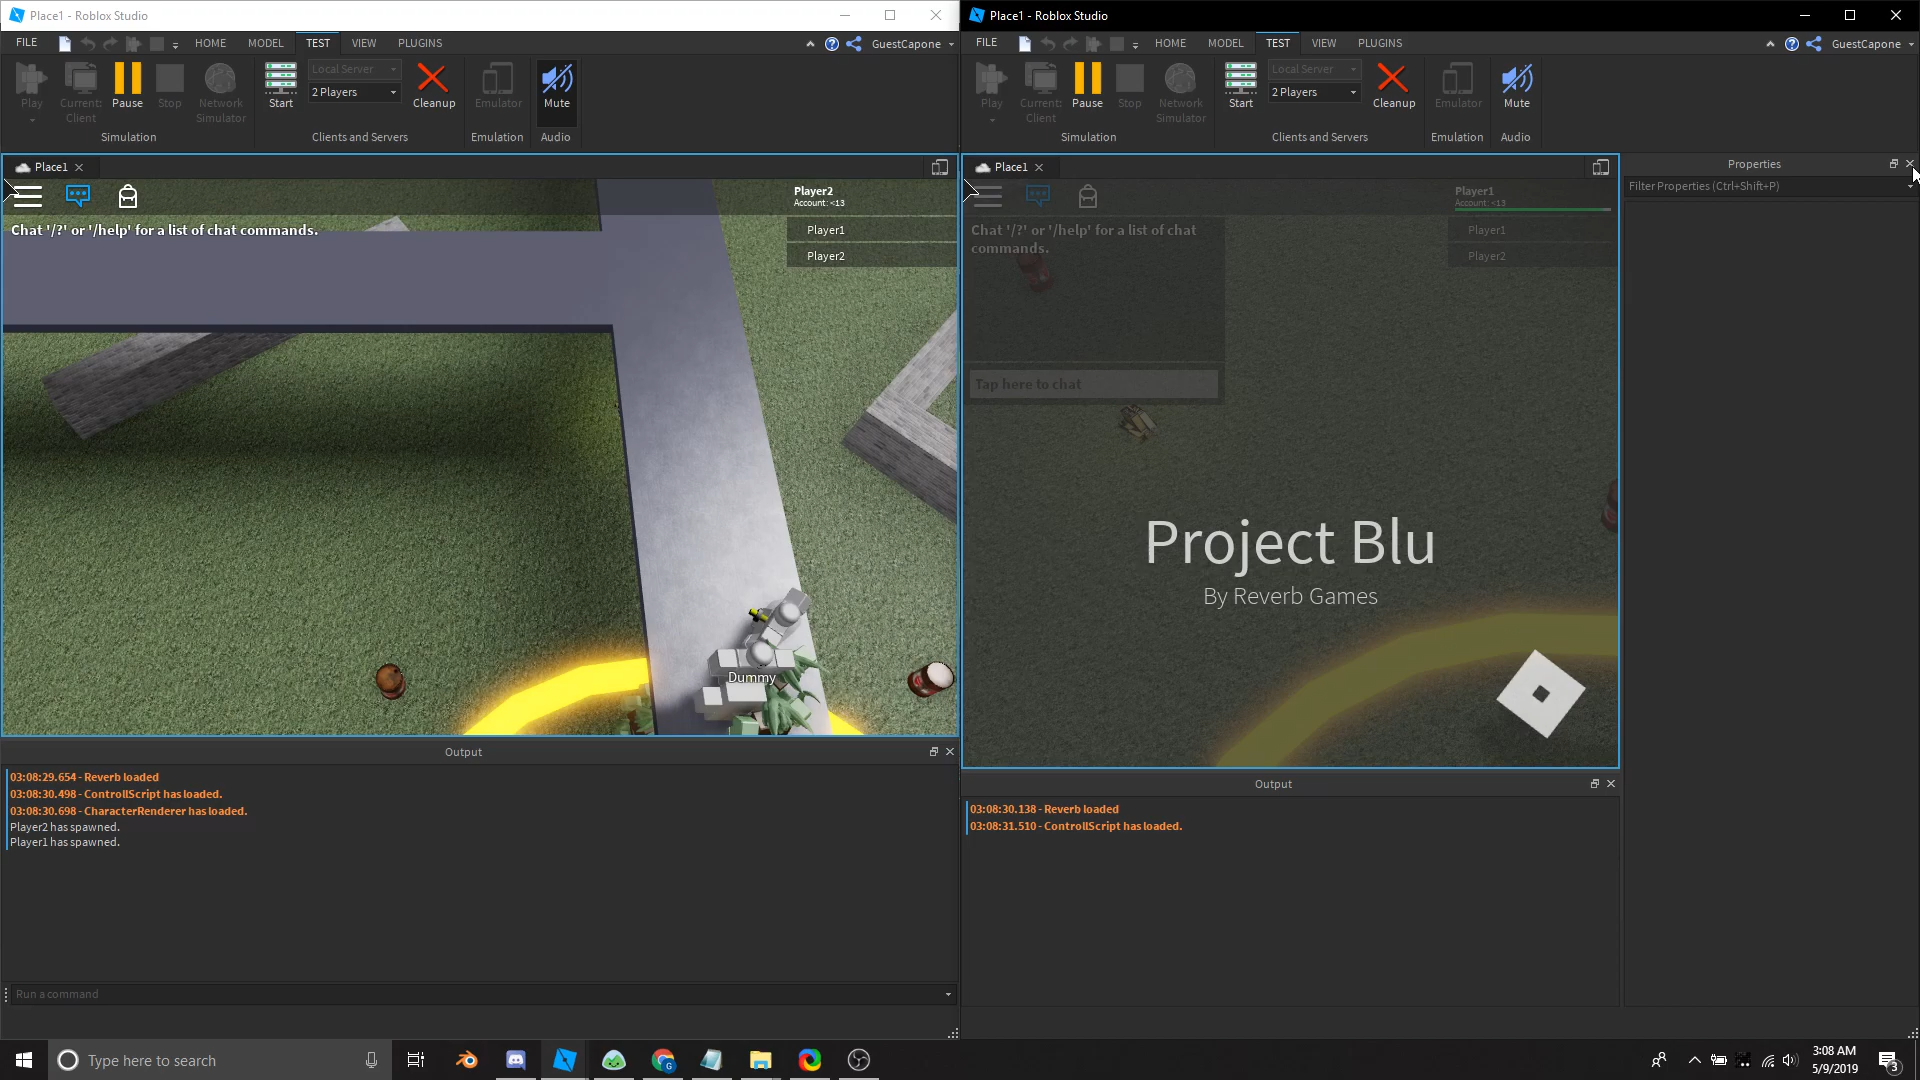 Place1 - Roblox Studio
FILE
HOME
MODEL
TEST
VIEW
PLUGINS
GuestCapone
Play
Current:
Client
Pause
Stop
Network
Simulator
Start
Local Server
2 Players
Cleanup
Emulator
Mute
Simulation
Clients and Servers
Emulation
Audio
Place1
Player2
Account: <13
Chat '/?' or '/help' for a list of chat commands.
Player1
Player2
Dummy
Output
03:08:29.654 - Reverb loaded
03:08:30.498 - ControllScript has loaded.
03:08:30.698 - CharacterRenderer has loaded.
Player2 has spawned.
Player1 has spawned.
Run a command
Place1 - Roblox Studio
FILE
HOME
MODEL
TEST
VIEW
PLUGINS
GuestCapone
Play
Current:
Client
Pause
Stop
Network
Simulator
Start
Local Server
2 Players
Cleanup
Emulator
Mute
Simulation
Clients and Servers
Emulation
Audio
Place1
Player1
Account: <13
Chat '/?' or '/help' for a list of chat
commands.
Player1
Player2
Tap here to chat
Project Blu
By Reverb Games
Output
03:08:30.138 - Reverb loaded
03:08:31.510 - ControllScript has loaded.
Properties
Filter Properties (Ctrl+Shift+P)
Type here to search
3:08 AM
5/9/2019
3